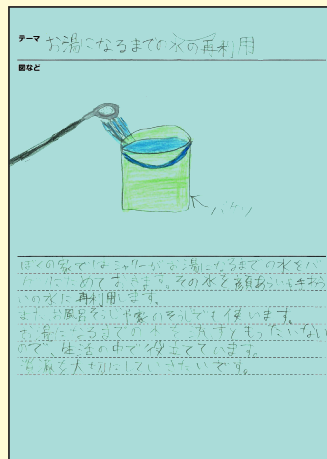 テーマ お湯になるまでの水の再利用
図など
バケツ
ぼくの家ではシャワーがお湯になるまでの水をバ
ケツにためておきます。その水を顔あらいや手あら
いの水に再利用します。
また、お風呂そうじや家のそうじでも使います。
お湯になるまでの水を流すともったいない
ので、生活の中で役立てています。
資源を大切にしていきたいです。